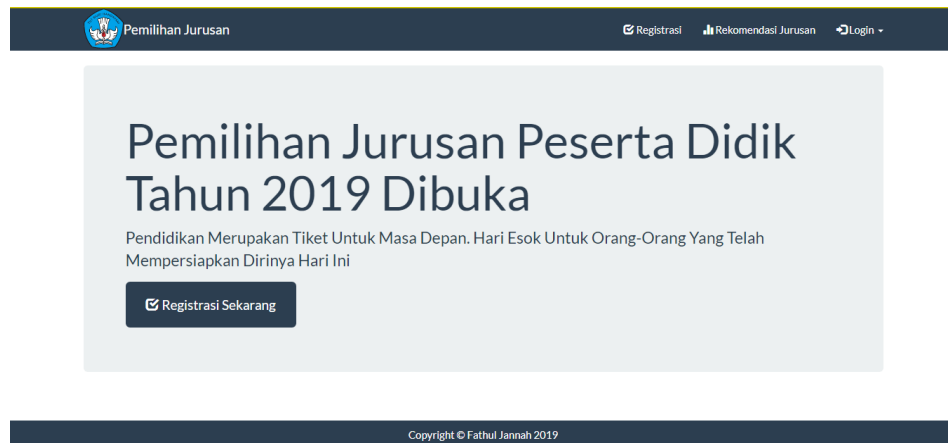 Pemilihan Jurusan
Registrasi
Rekomendasi Jurusan
Login
Pemilihan Jurusan Peserta Didik
Tahun 2019 Dibuka
Pendidikan Merupakan Tiket Untuk Masa Depan. Hari Esok Untuk Orang-Orang Yang Telah
Mempersiapkan Dirinya Hari Ini
Registrasi Sekarang
Copyright © Fathul Jannah 2019